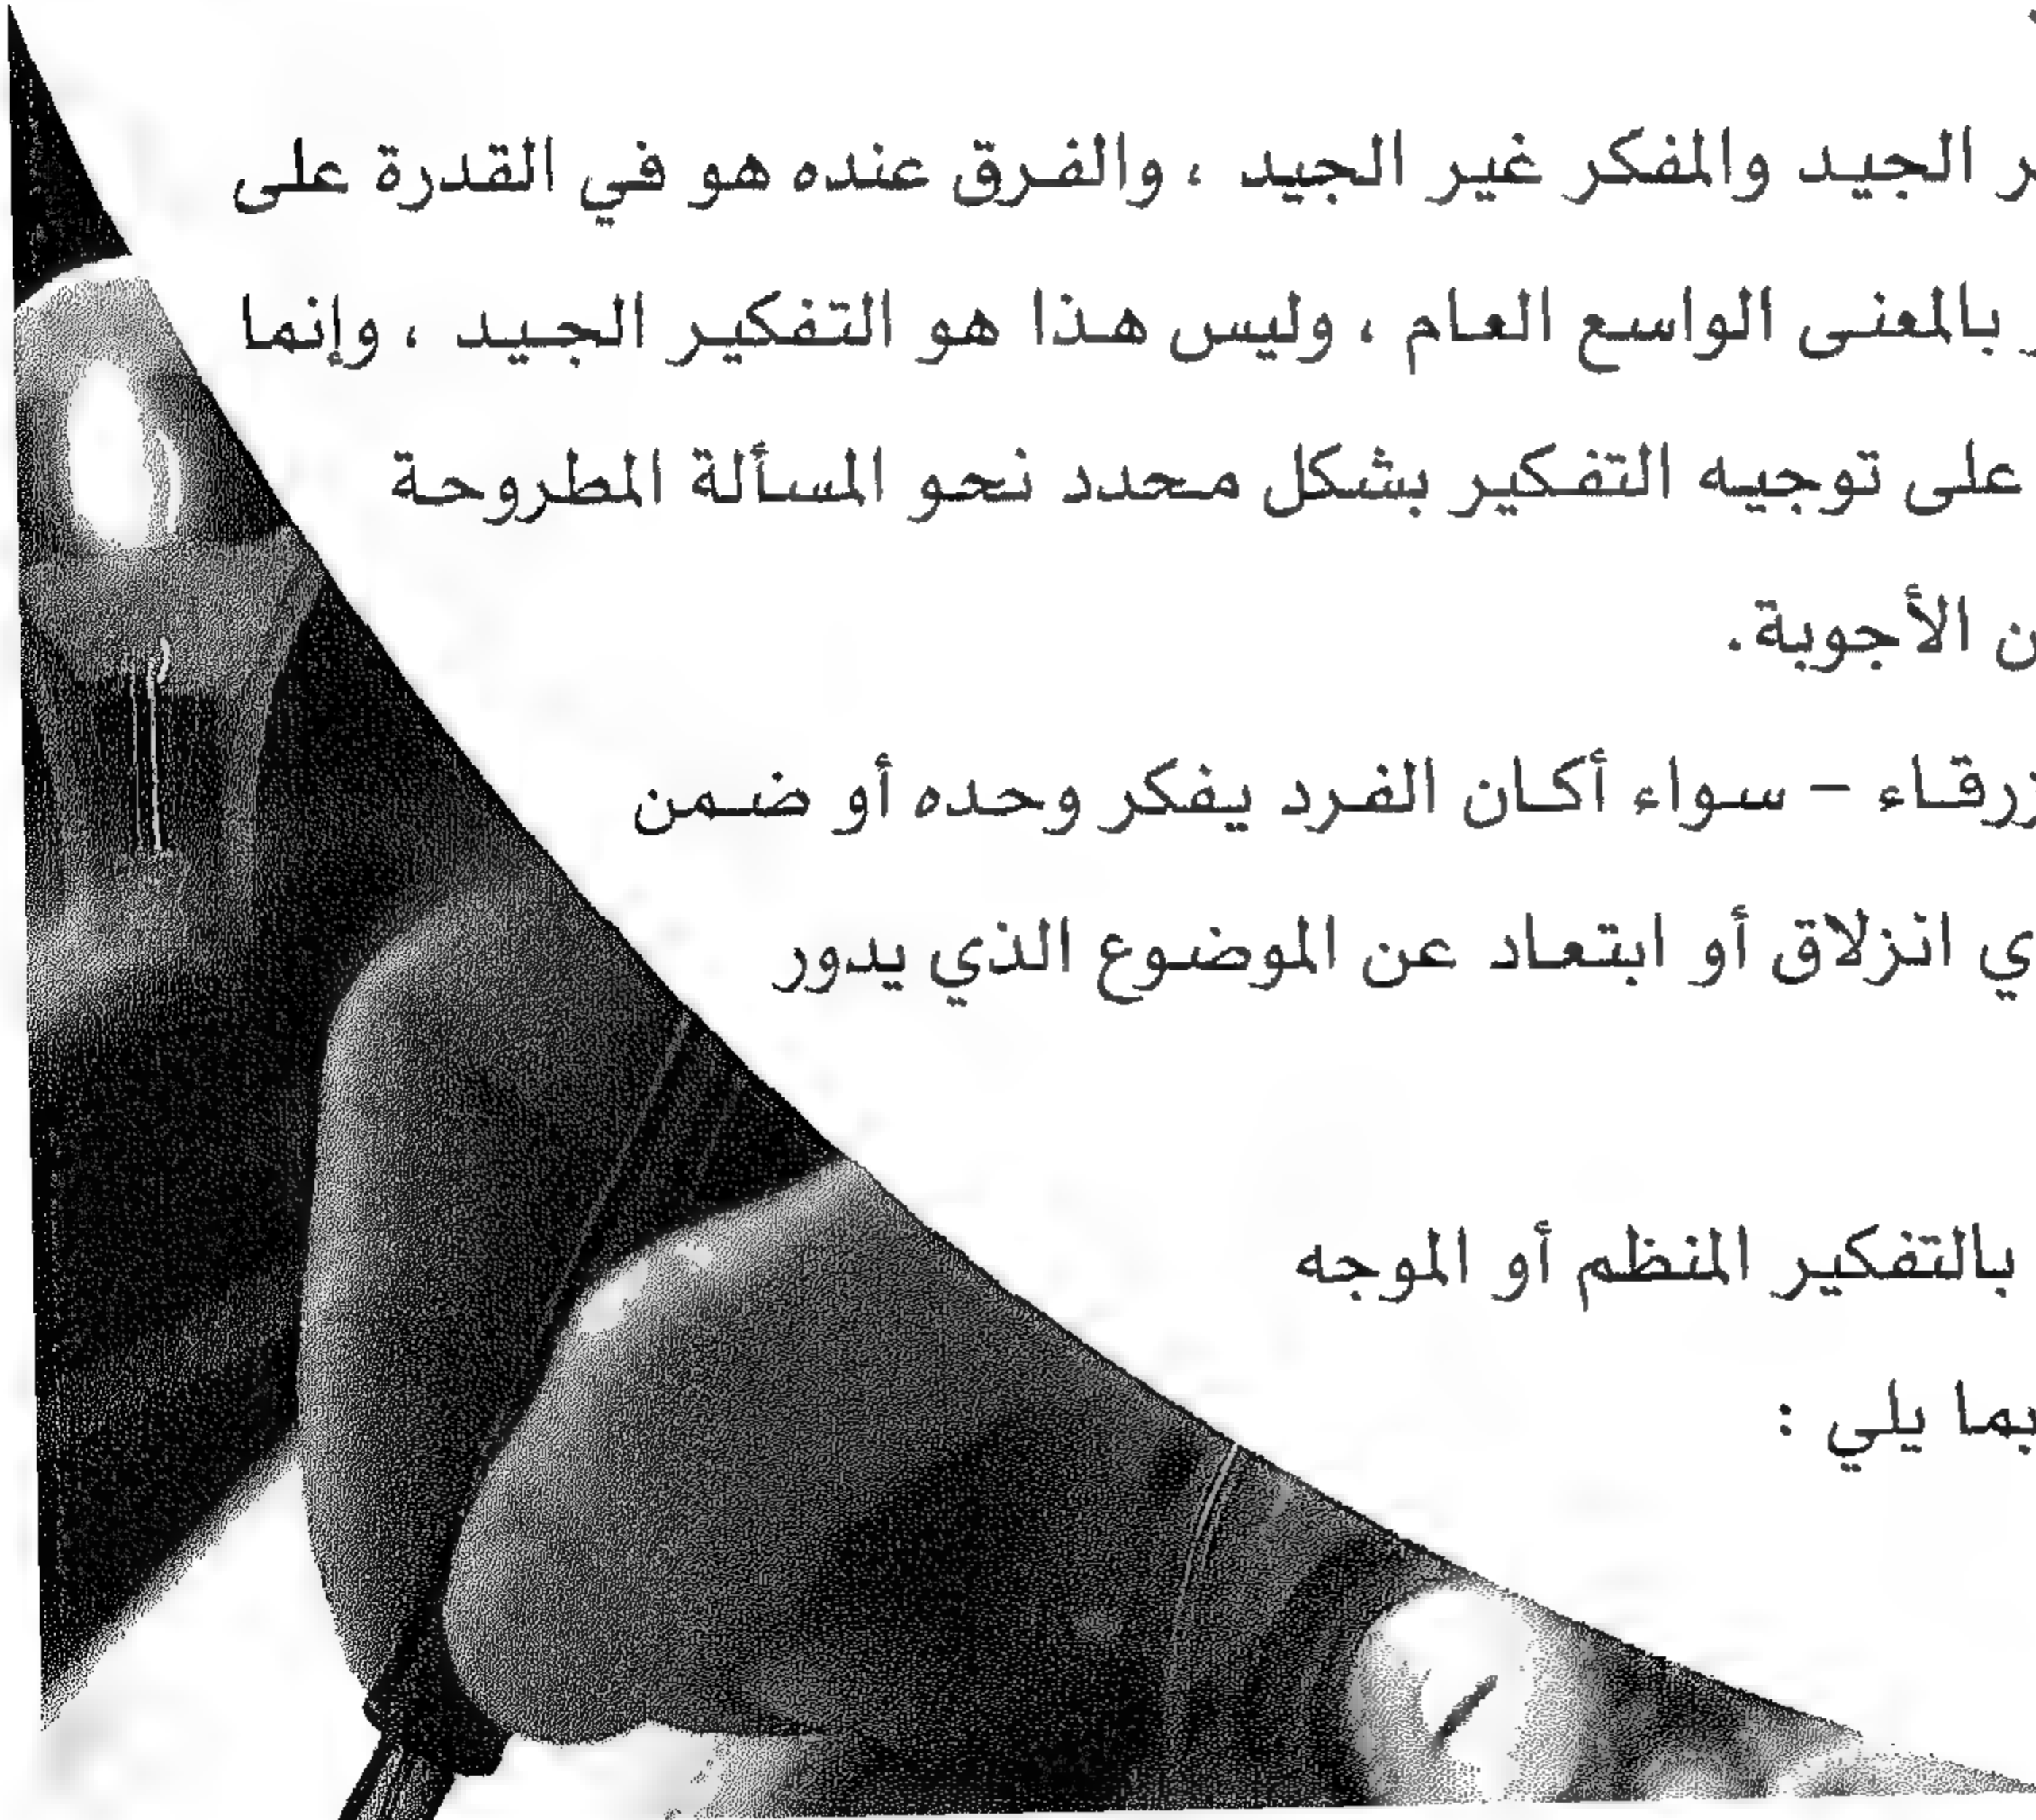 الجيد والمفكر غير الجيد ، والفرق عنده هو في القدرة على
بالمعنى الواسع العام ، وليس هذا هو التفكير الجيد ، وإنما
على توجيه التفكير بشكل محدد نحو المسألة المطروحة
الأجوبة.
سواء أكان الفرد يفكر وحده أو ضمن – زرقاء
انزلاق أو ابتعاد عن الموضوع الذي يدور
بالتفكير المنظم أو الموجه
يلي :